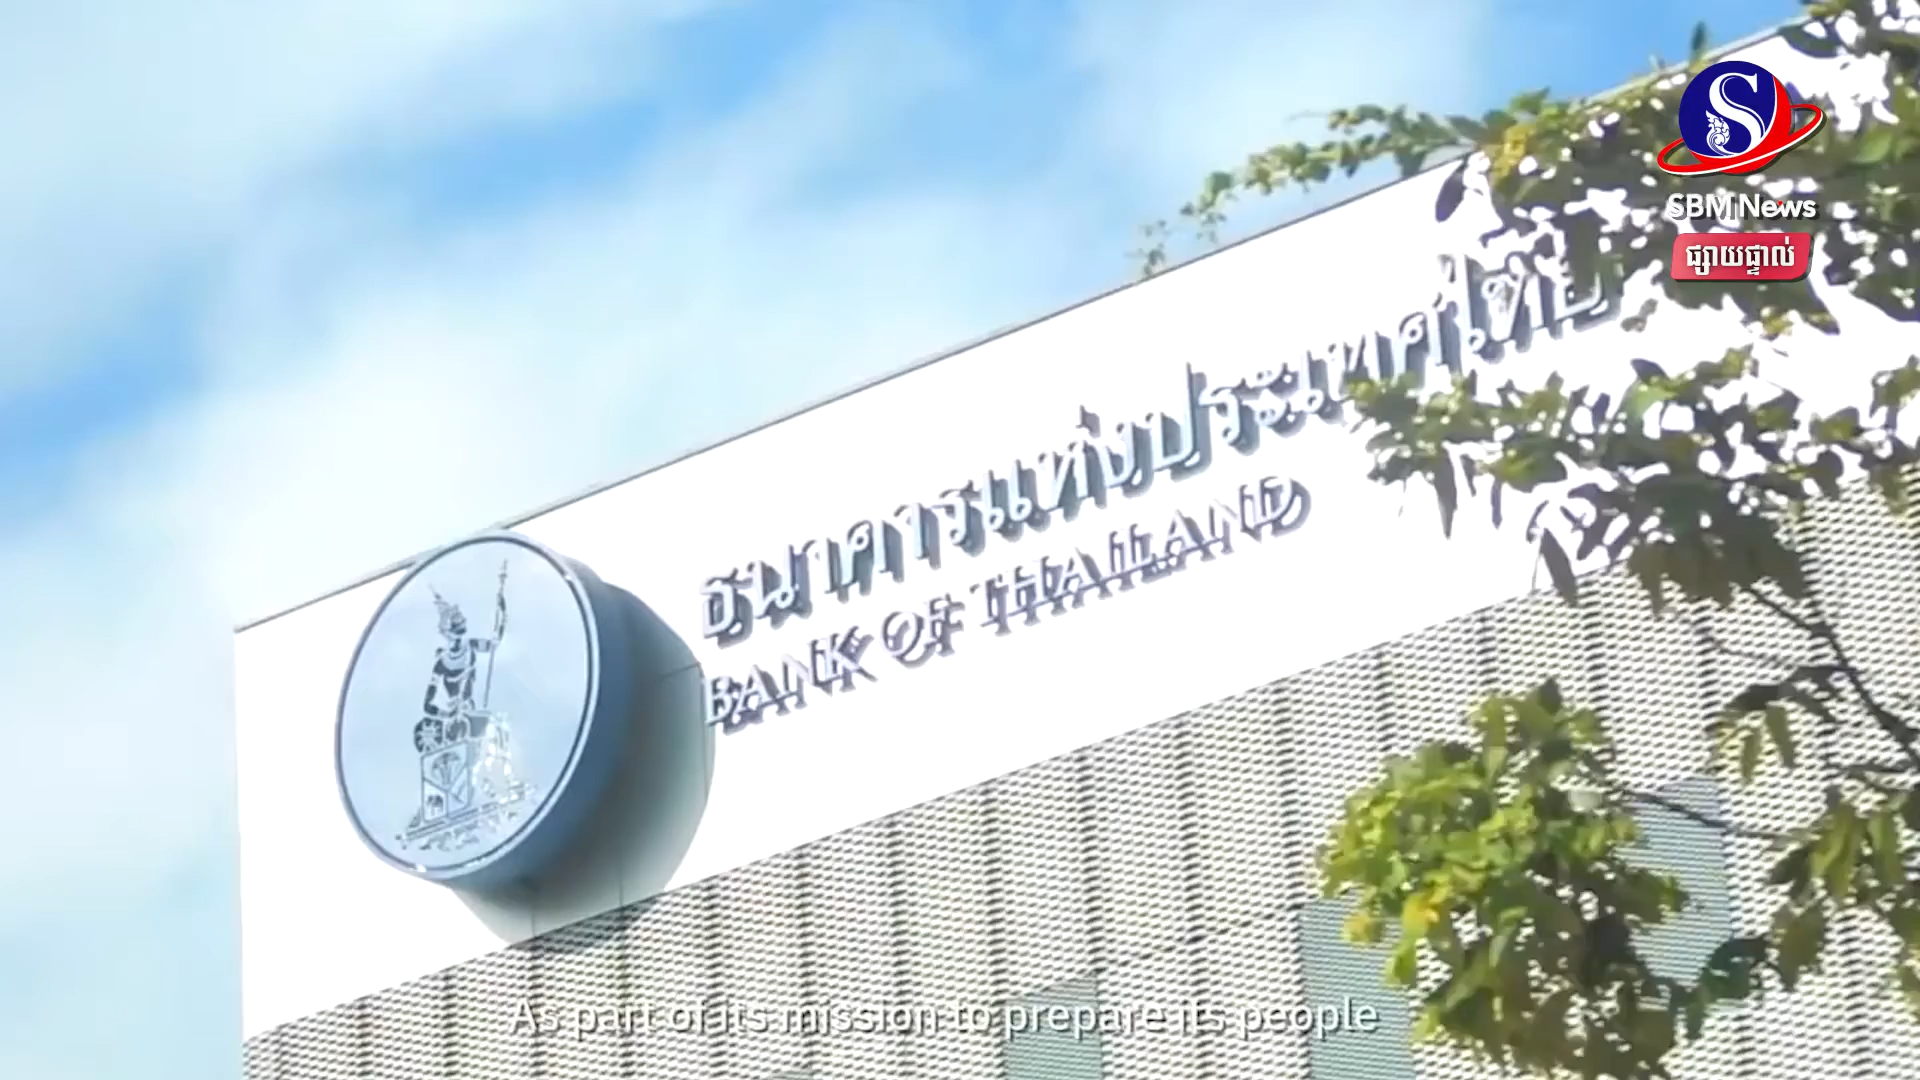 SBM News
ផ្សាយផ្ទាល់
ธนาคารแห่งประเทศไทย
BANK OF THAILAND
As part of its mission to prepare its people